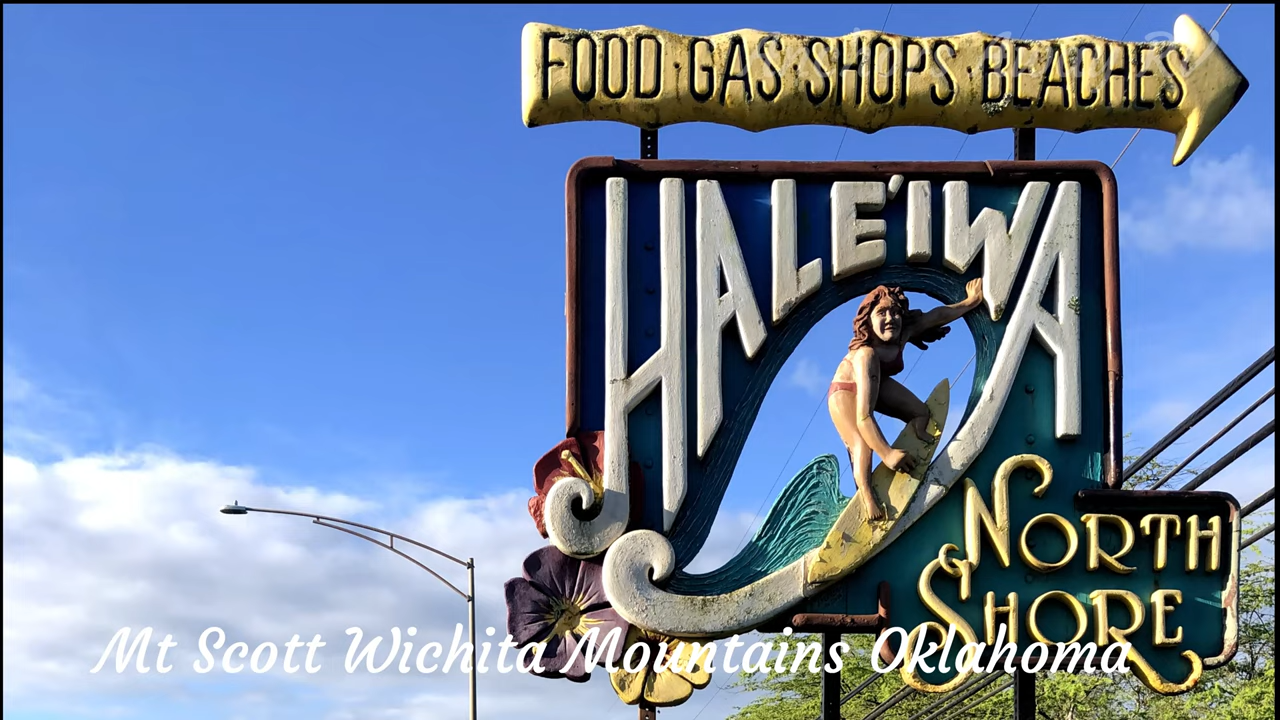 FOOD·GAS·SHOPS·BEACHES
HALE'IWA
NORTH
SHORE
Mt Scott Wichita Mountains Oklahoma